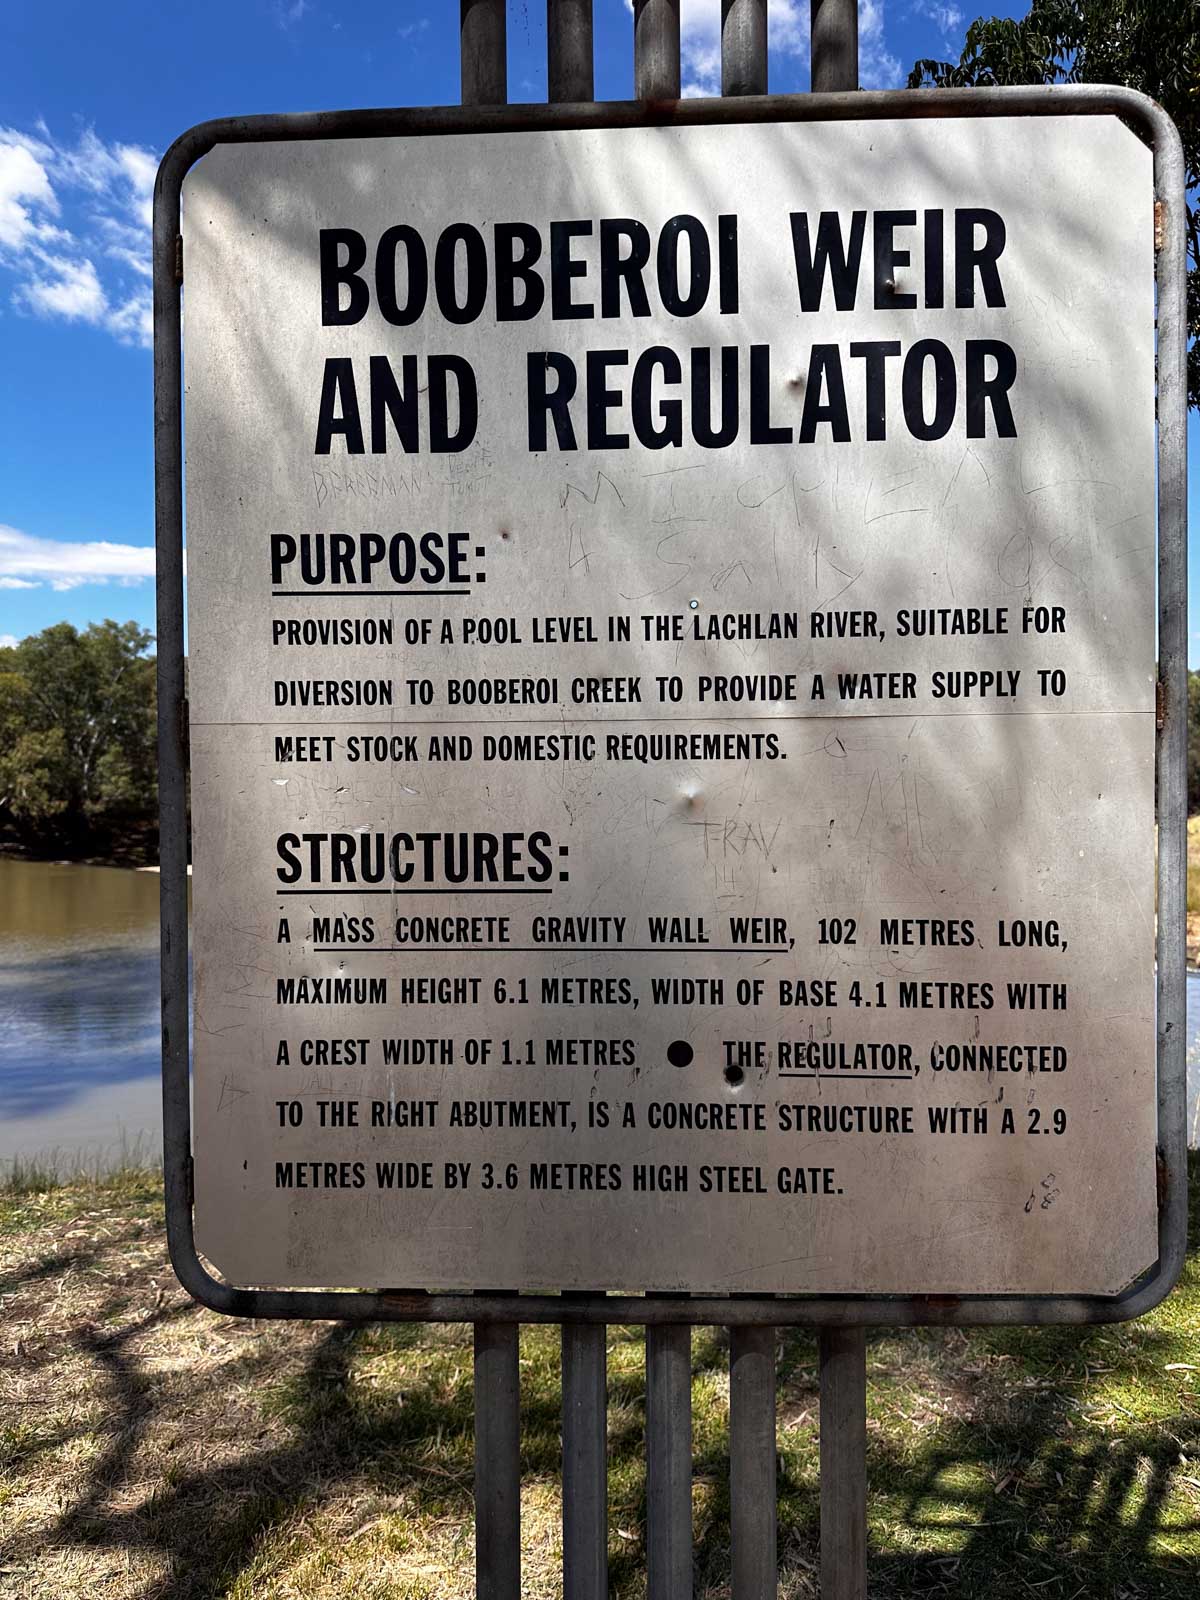 BOOBEROI WEIR
AND REGULATOR
BEKERMAN
PURPOSE:
PROVISION OF A POOL LEVEL IN THE LACHLAN RIVER, SUITABLE FOR
DIVERSION TO BOOBEROI CREEK TO PROVIDE A WATER SUPPLY TO
MEET STOCK AND DOMESTIC REQUIREMENTS.
TRAV
STRUCTURES:
A MASS CONCRETE GRAVITY WALL WEIR, 102 METRES LONG,
MAXIMUM HEIGHT 6.1 METRES, WIDTH OF BASE 4.1 METRES WITH
A CREST WIDTH OF 1.1 METRES ● THE REGULATOR, CONNECTED
TO THE RIGHT ABUTMENT, IS A CONCRETE STRUCTURE WITH A 2.9
METRES WIDE BY 3.6 METRES HIGH STEEL GATE.